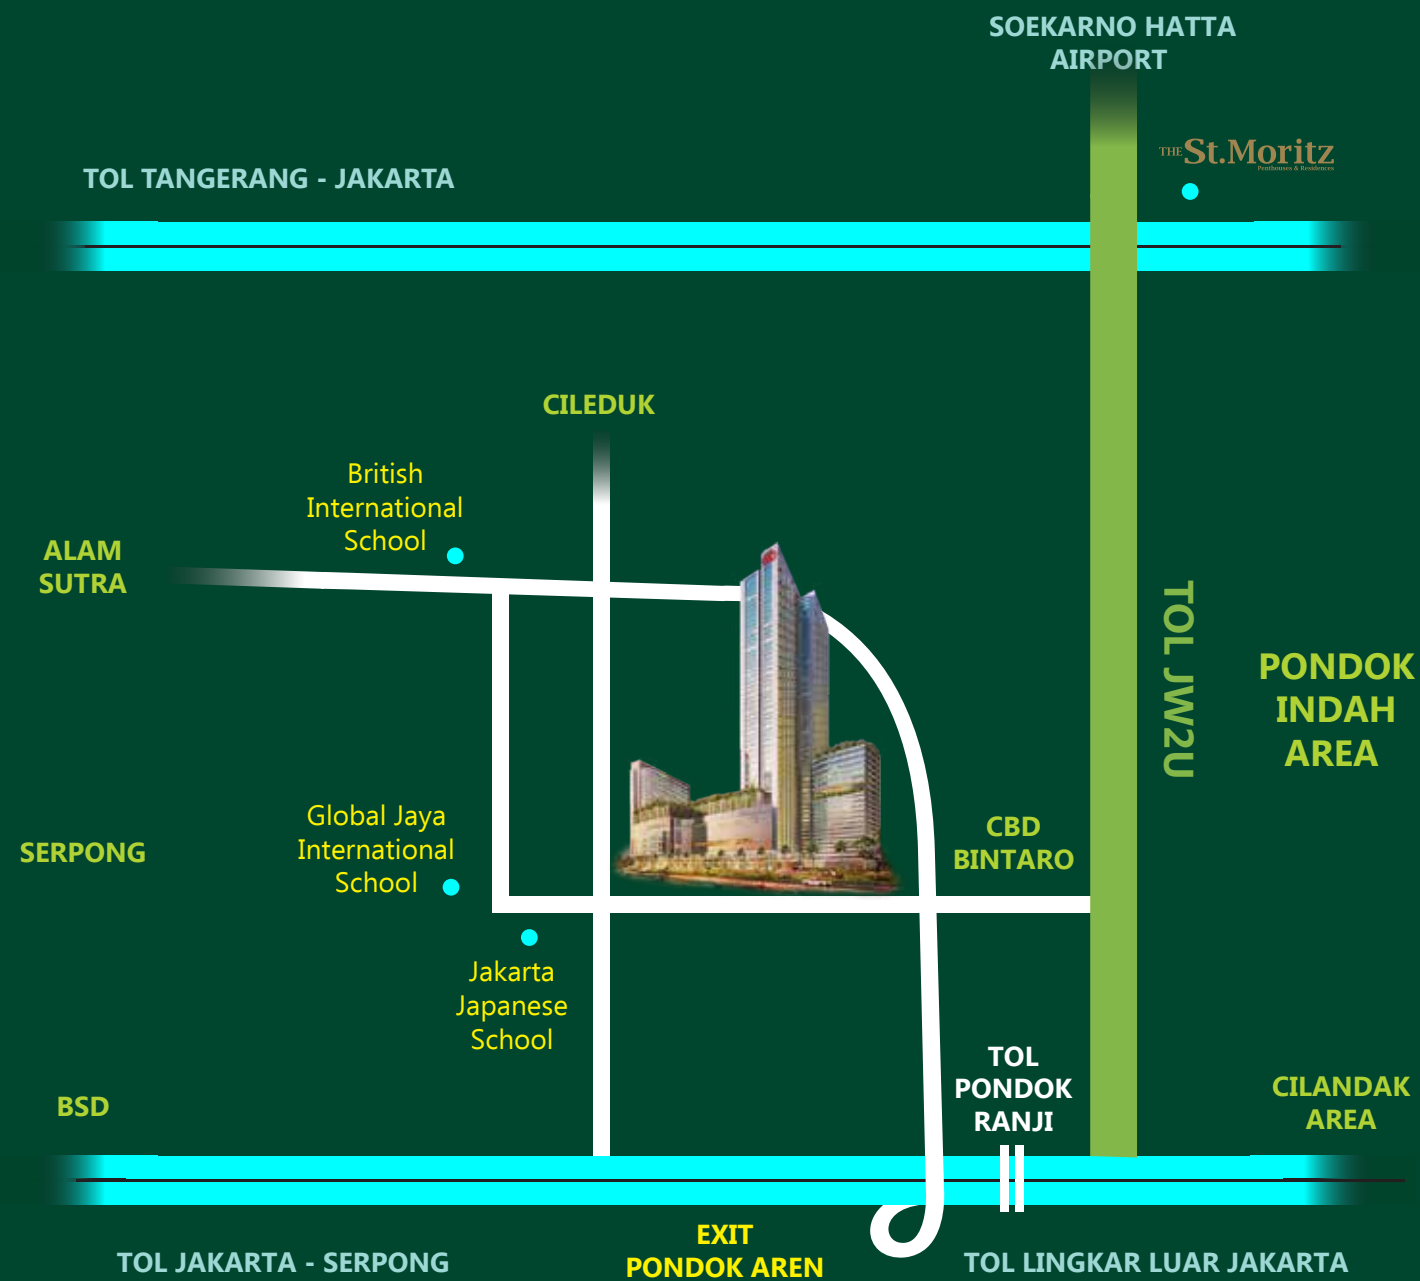 SOEKARNO HATTA
AIRPORT
THE St.Moritz
Penthouses & Residences
TOL TANGERANG - JAKARTA
CILEDUK
British
International
School
ALAM
SUTRA
TOL JW2U
PONDOK
INDAH
AREA
Global Jaya
International
School
SERPONG
CBD
BINTARO
Jakarta
Japanese
School
TOL
PONDOK
RANJI
BSD
CILANDAK
AREA
EXIT
PONDOK AREN
TOL JAKARTA - SERPONG
TOL LINGKAR LUAR JAKARTA